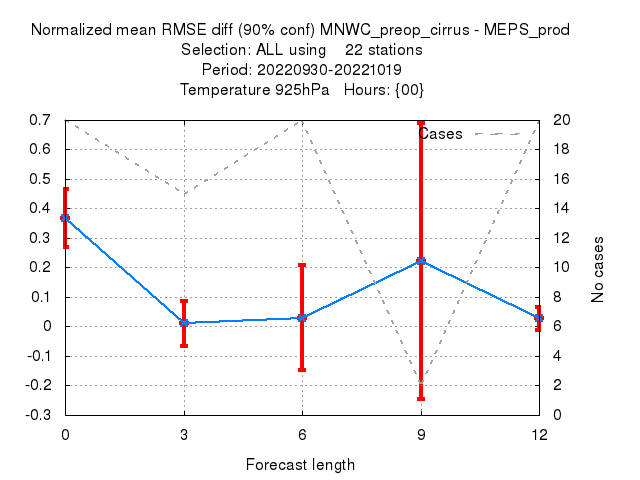 Normalized mean RMSE diff (90% conf) MNWC_preop_cirrus - MEPS_prod
Selection: ALL using 22 stations
Period: 20220930-20221019
Temperature 925hPa Hours: {00}
Cases
0.7
0.6
0.5
0.4
0.3
0.2
0.1
0
-0.1
-0.2
-0.3
20
18
16
14
12
10
8
6
4
2
0
No cases
0 3 6 9 12
Forecast length